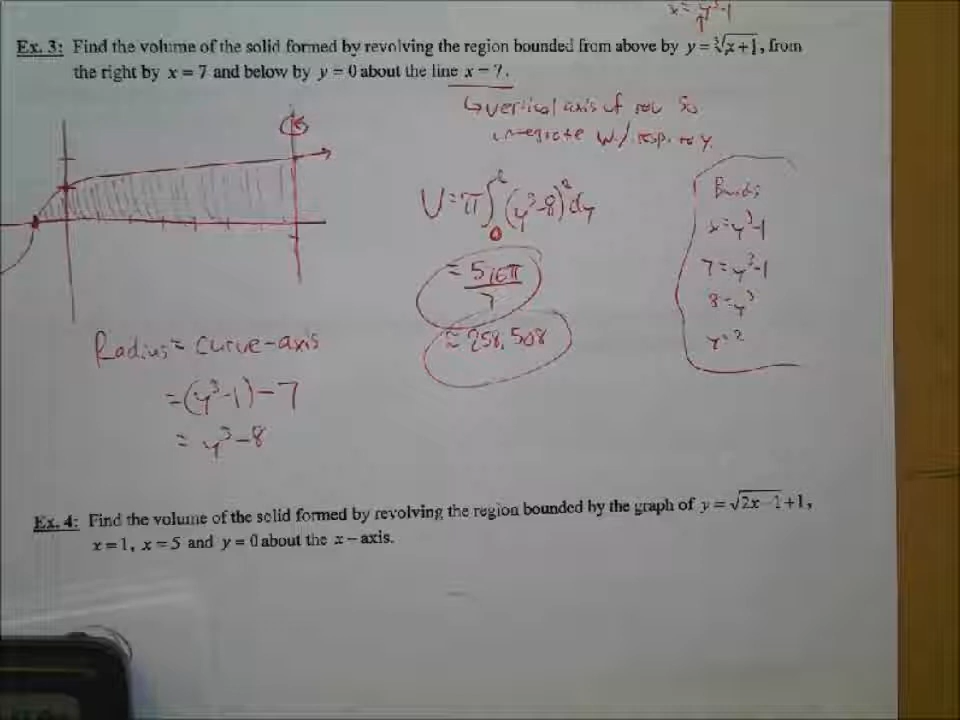 x = y³-1
Ex. 3: Find the volume of the solid formed by revolving the region bounded from above by y = ∛(x+1), from
the right by x = 7 and below by y = 0 about the line x = 7.
↳ vertical axis of rev so
integrate w./ resp. to y.
V = π∫₀² (y³-8)² dy
= 576π/7
≈ 258.508
Bounds
x = y³-1
7 = y³-1
8 = y³
y = 2
Radius = curve-axis
= (y³-1) - 7
= y³-8
Ex. 4: Find the volume of the solid formed by revolving the region bounded by the graph of y = √(2x-1)+1,
x = 1, x = 5 and y = 0 about the x - axis.